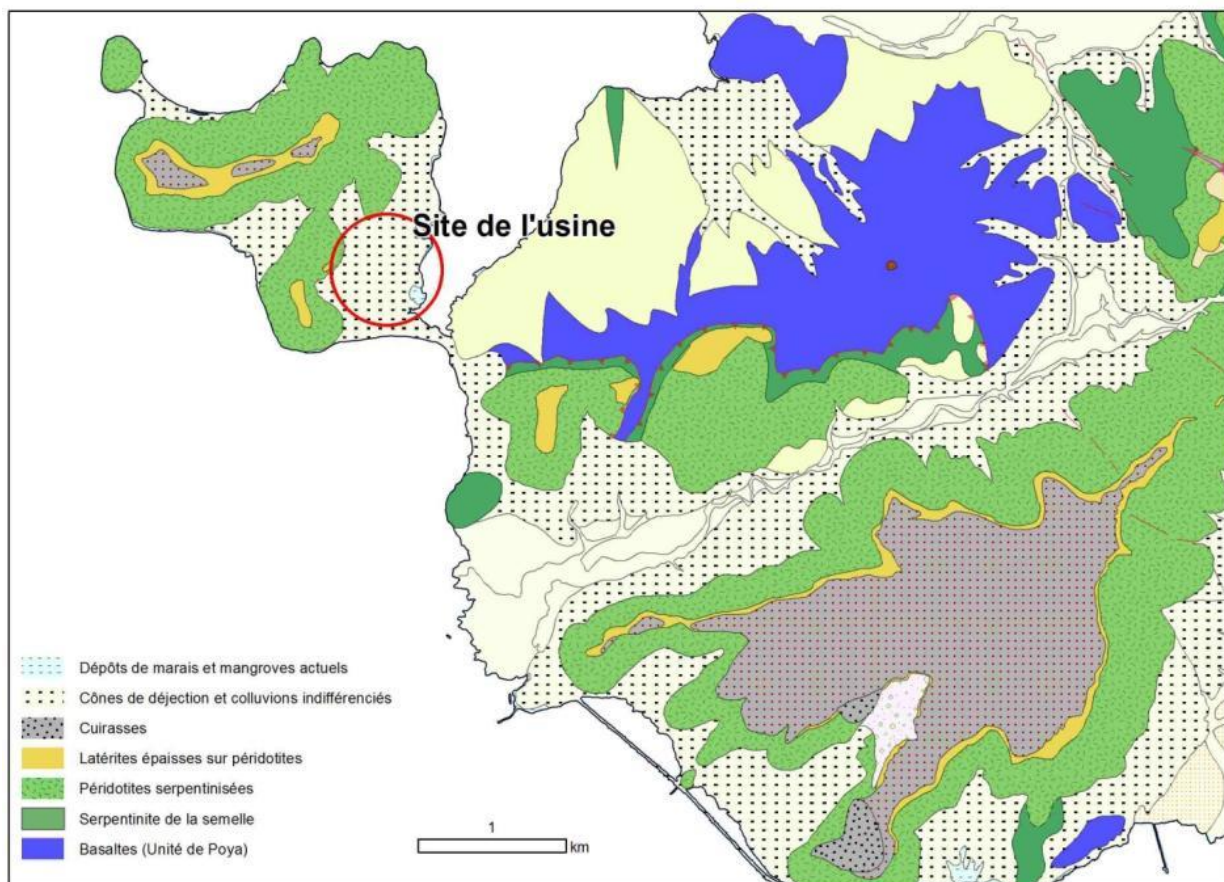 Site de l'usine
Dépôts de marais et mangroves actuels
Cônes de déjection et colluvions indifférenciés
Cuirasses
Latérites épaisses sur péridotites
Péridotites serpentinisées
Serpentinite de la semelle
Basaltes (Unité de Poya)
1
km